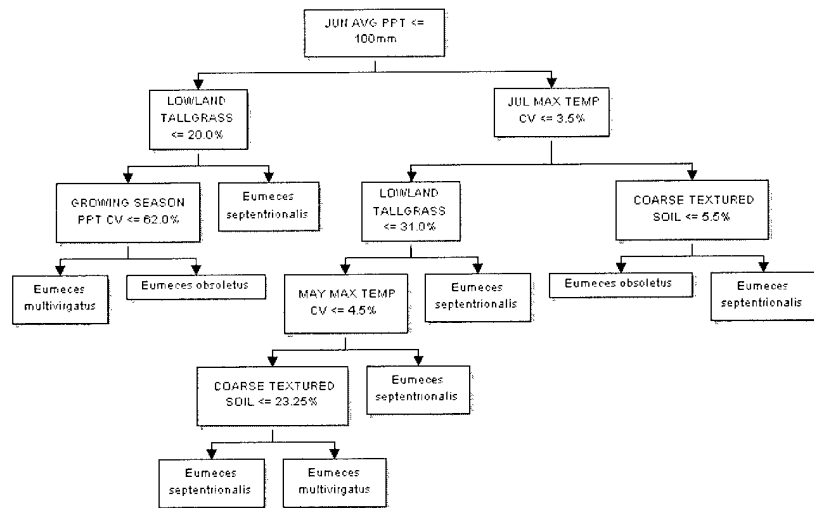 JUN AVG PPT <=
100mm
LOWLAND
TALLGRASS
<= 20.0%
JUL MAX TEMP
CV <= 3.5%
GROWING SEASON
PPT CV <= 62.0%
Eumeces
septentrionalis
LOWLAND
TALLGRASS
<= 31.0%
COARSE TEXTURED
SOIL <= 5.5%
Eumeces
multivirgatus
Eumeces obsoletus
MAY MAX TEMP
CV <= 4.5%
Eumeces
septentrionalis
Eumeces obsoletus
Eumeces
septentrionalis
COARSE TEXTURED
SOIL <= 23.25%
Eumeces
septentrionalis
Eumeces
septentrionalis
Eumeces
multivirgatus